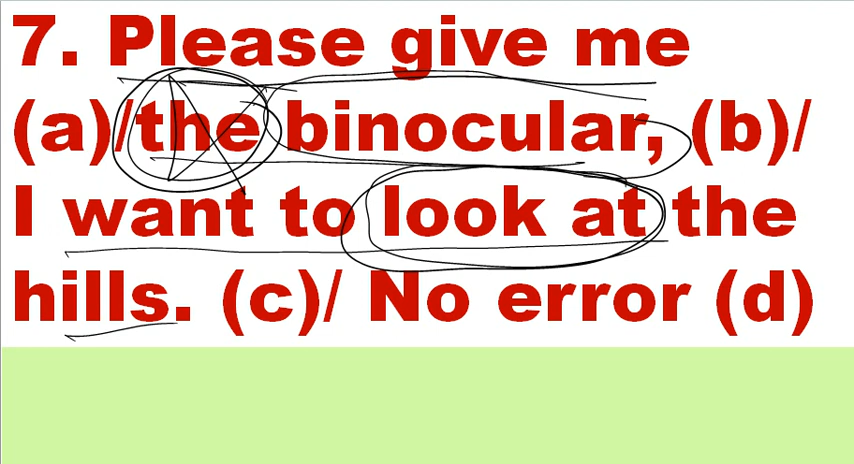 7. Please give me
(a)/the binocular, (b)/
I want to look at the
hills. (c)/ No error (d)